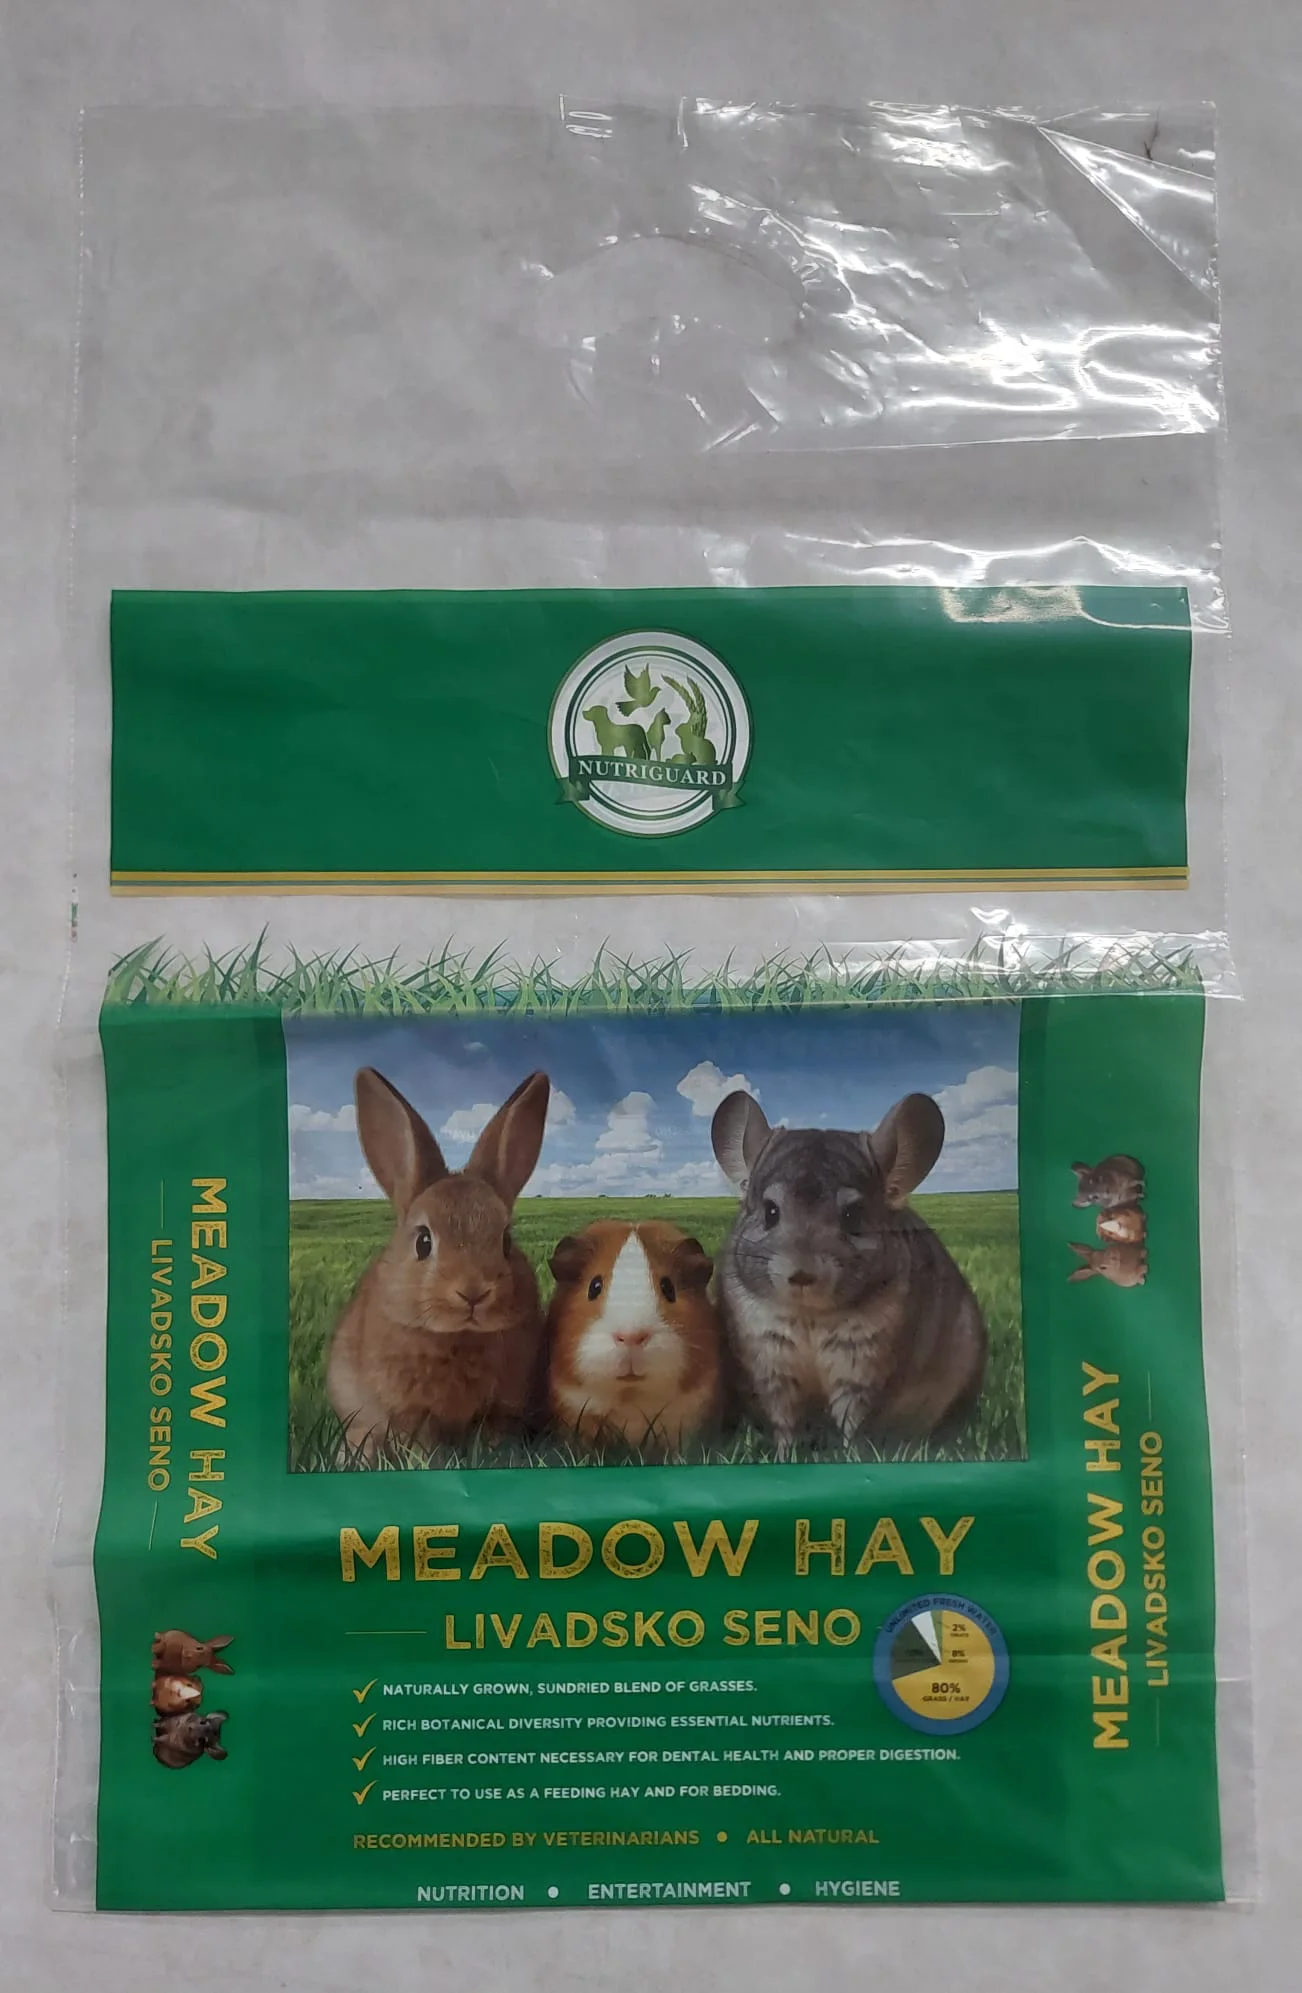 NUTRIGUARD
MEADOW HAY
LIVADSKO SENO
MEADOW HAY
LIVADSKO SENO
UNLIMITED FRESH WATER
2%
8%
80%
GRASS / HAY
NATURALLY GROWN, SUNDRIED BLEND OF GRASSES.
RICH BOTANICAL DIVERSITY PROVIDING ESSENTIAL NUTRIENTS.
HIGH FIBER CONTENT NECESSARY FOR DENTAL HEALTH AND PROPER DIGESTION.
PERFECT TO USE AS A FEEDING HAY AND FOR BEDDING.
RECOMMENDED BY VETERINARIANS • ALL NATURAL
NUTRITION • ENTERTAINMENT • HYGIENE
MEADOW HAY
LIVADSKO SENO